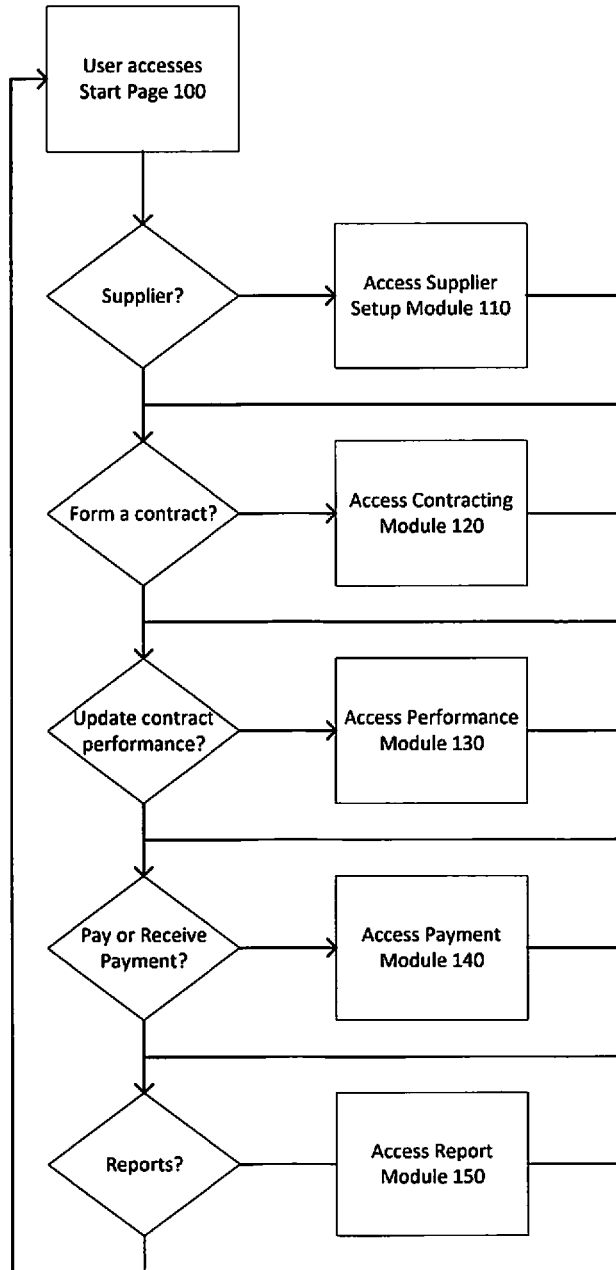 User accesses
Start Page 100
Supplier?
Access Supplier
Setup Module 110
Form a contract?
Access Contracting
Module 120
Update contract
performance?
Access Performance
Module 130
Pay or Receive
Payment?
Access Payment
Module 140
Reports?
Access Report
Module 150